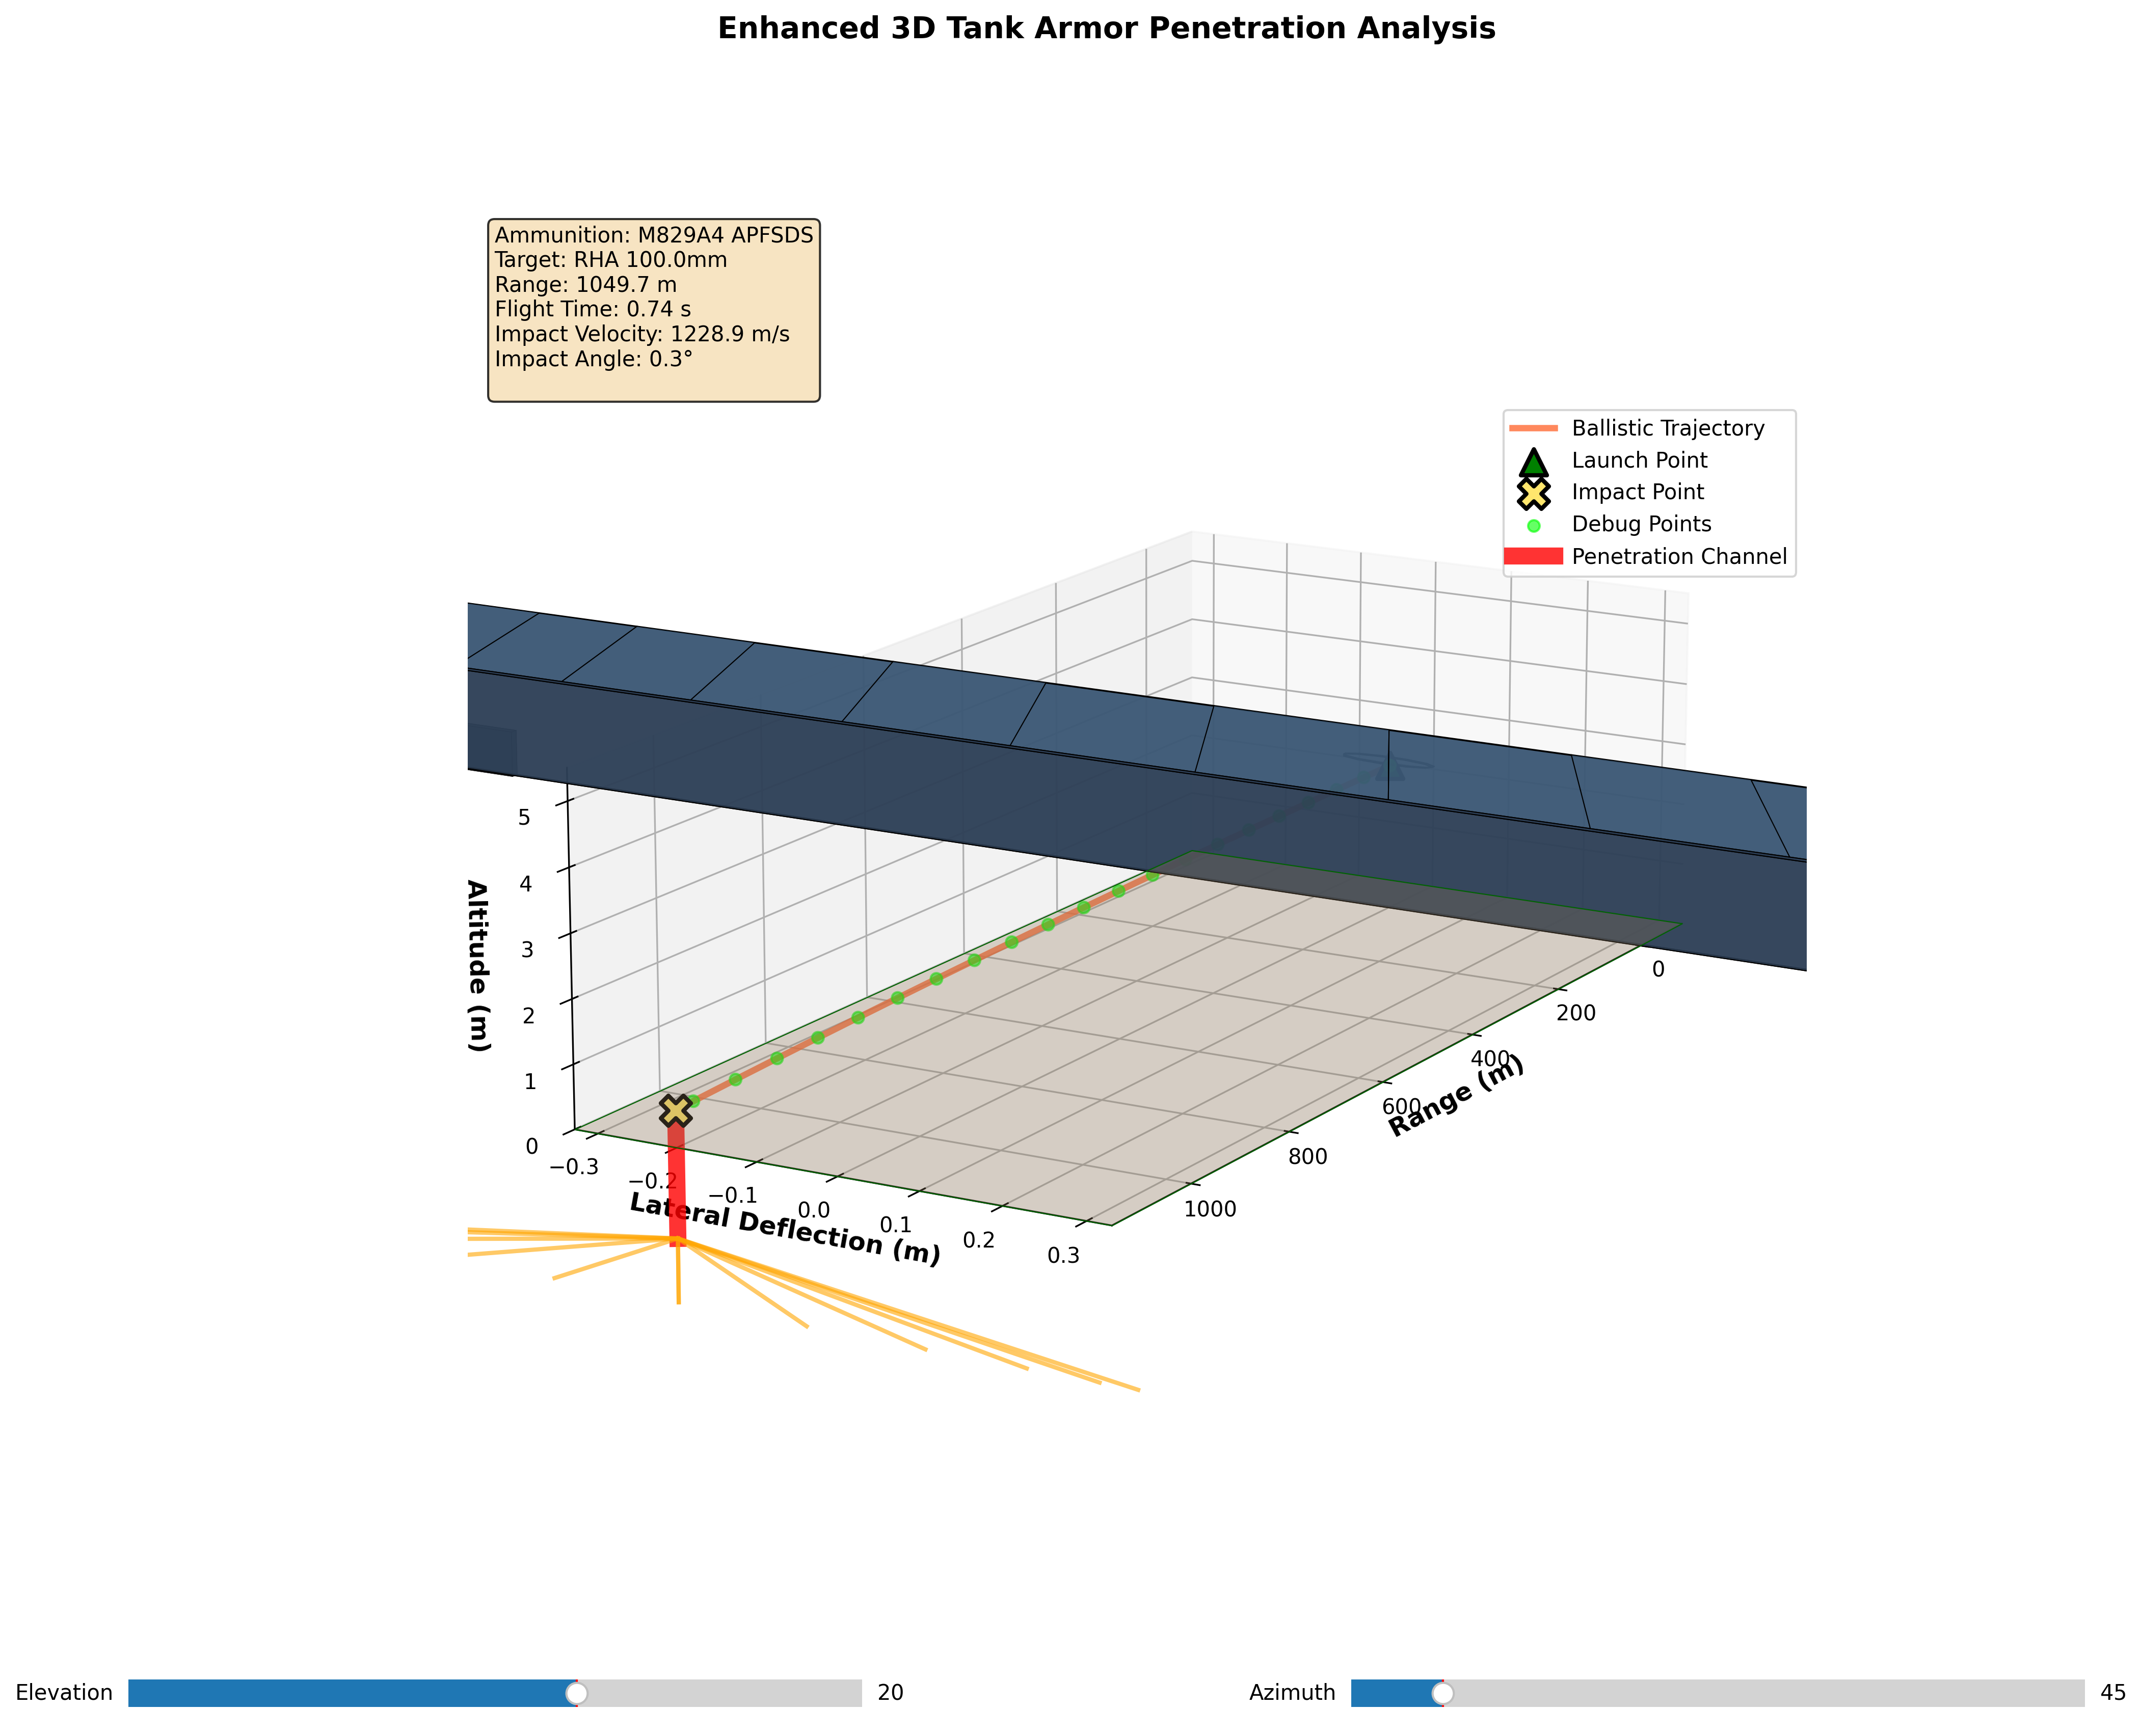 Enhanced 3D Tank Armor Penetration Analysis
Ammunition: M829A4 APFSDS
Target: RHA 100.0mm
Range: 1049.7 m
Flight Time: 0.74 s
Impact Velocity: 1228.9 m/s
Impact Angle: 0.3°
Ballistic Trajectory
Launch Point
Impact Point
Debug Points
Penetration Channel
5
4
3
2
1
0
Altitude (m)
−0.3
−0.2
−0.1
0.0
0.1
0.2
0.3
Lateral Deflection (m)
0
200
400
600
800
1000
Range (m)
Elevation
20
Azimuth
45